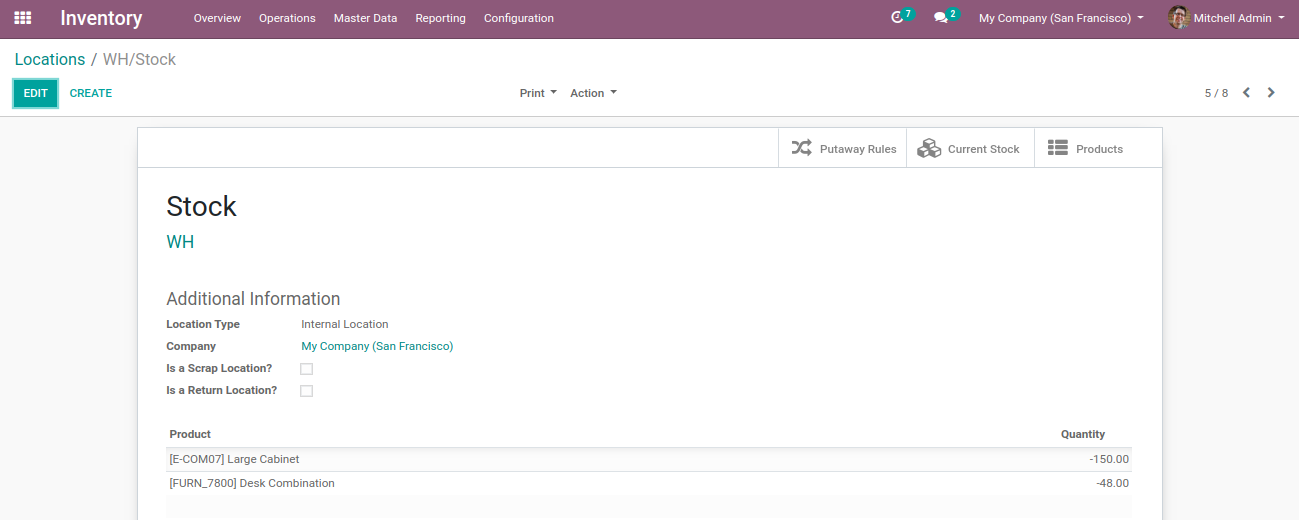 Inventory Overview Operations Master Data Reporting Configuration 7 2 My Company (San Francisco) Mitchell Admin
Locations / WH/Stock
EDIT CREATE Print Action 5 / 8
Putaway Rules Current Stock Products
Stock
WH
Additional Information
Location Type Internal Location
Company My Company (San Francisco)
Is a Scrap Location?
Is a Return Location?
Product Quantity
[E-COM07] Large Cabinet -150.00
[FURN_7800] Desk Combination -48.00